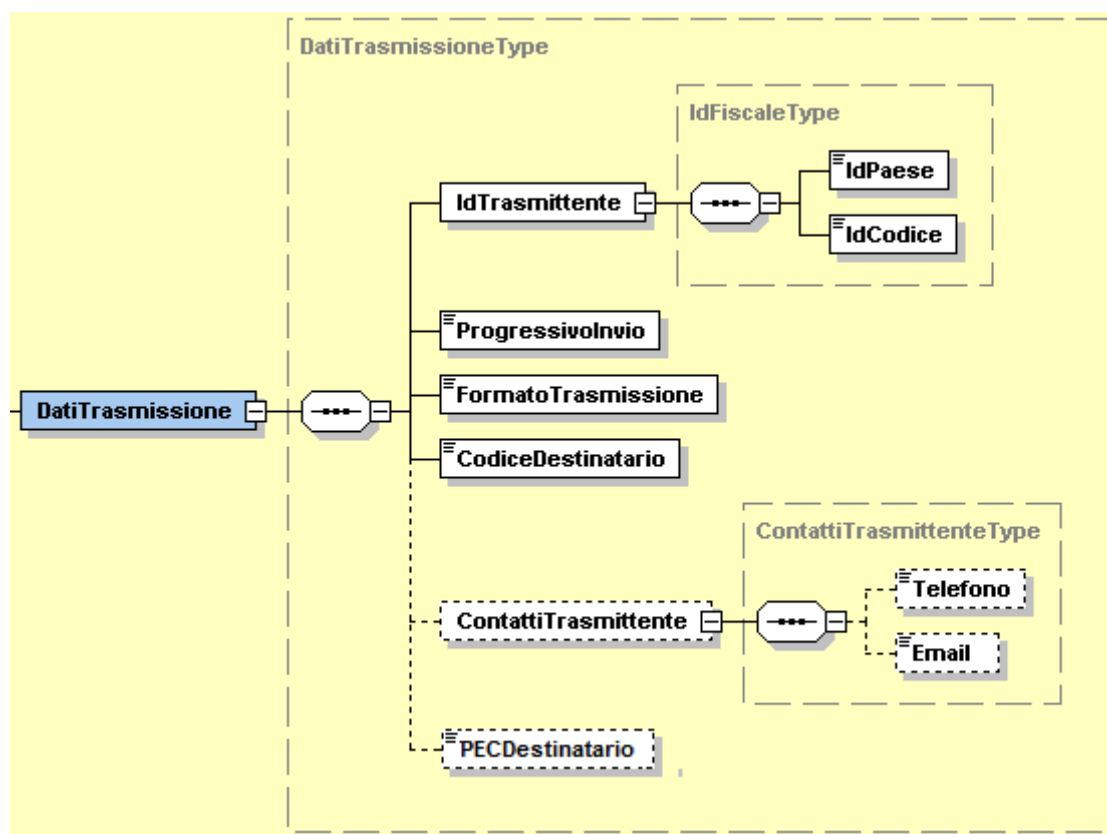 DatiTrasmissioneType
IdFiscaleType
IdPaese
IdTrasmittente
IdCodice
ProgressivoInvio
FormatoTrasmissione
DatiTrasmissione
CodiceDestinatario
ContattiTrasmittenteType
Telefono
ContattiTrasmittente
Email
PECDestinatario